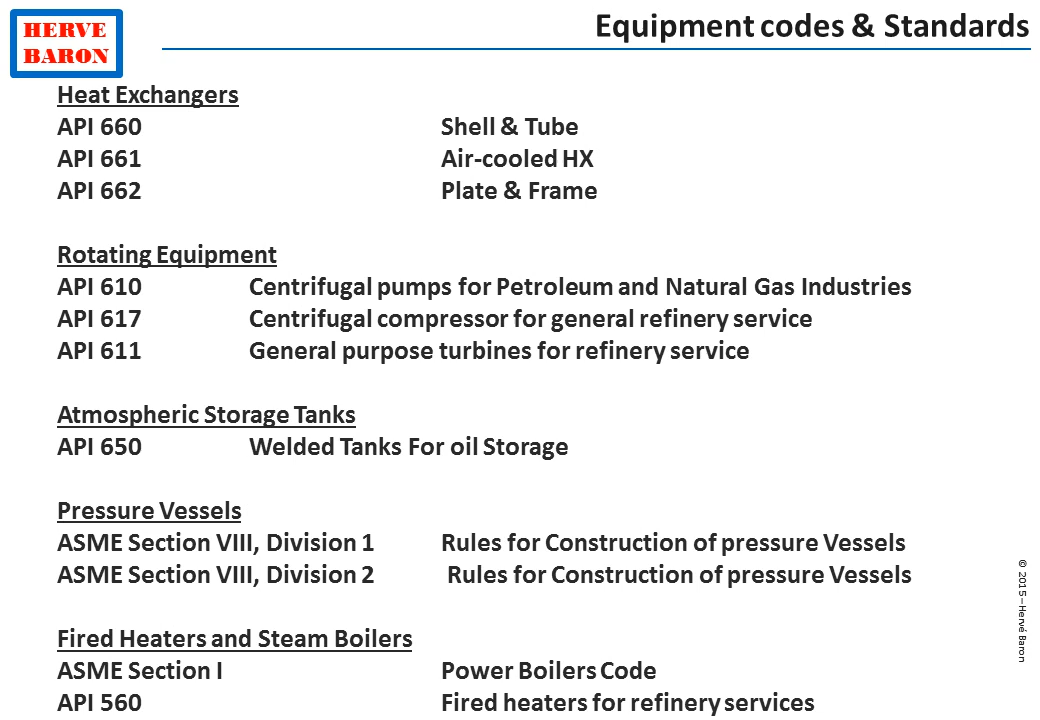 HERVE
BARON
Equipment codes & Standards
Heat Exchangers
API 660 Shell & Tube
API 661 Air-cooled HX
API 662 Plate & Frame
Rotating Equipment
API 610 Centrifugal pumps for Petroleum and Natural Gas Industries
API 617 Centrifugal compressor for general refinery service
API 611 General purpose turbines for refinery service
Atmospheric Storage Tanks
API 650 Welded Tanks For oil Storage
Pressure Vessels
ASME Section VIII, Division 1 Rules for Construction of pressure Vessels
ASME Section VIII, Division 2 Rules for Construction of pressure Vessels
Fired Heaters and Steam Boilers
ASME Section I Power Boilers Code
API 560 Fired heaters for refinery services
© 2015 – Hervé Baron